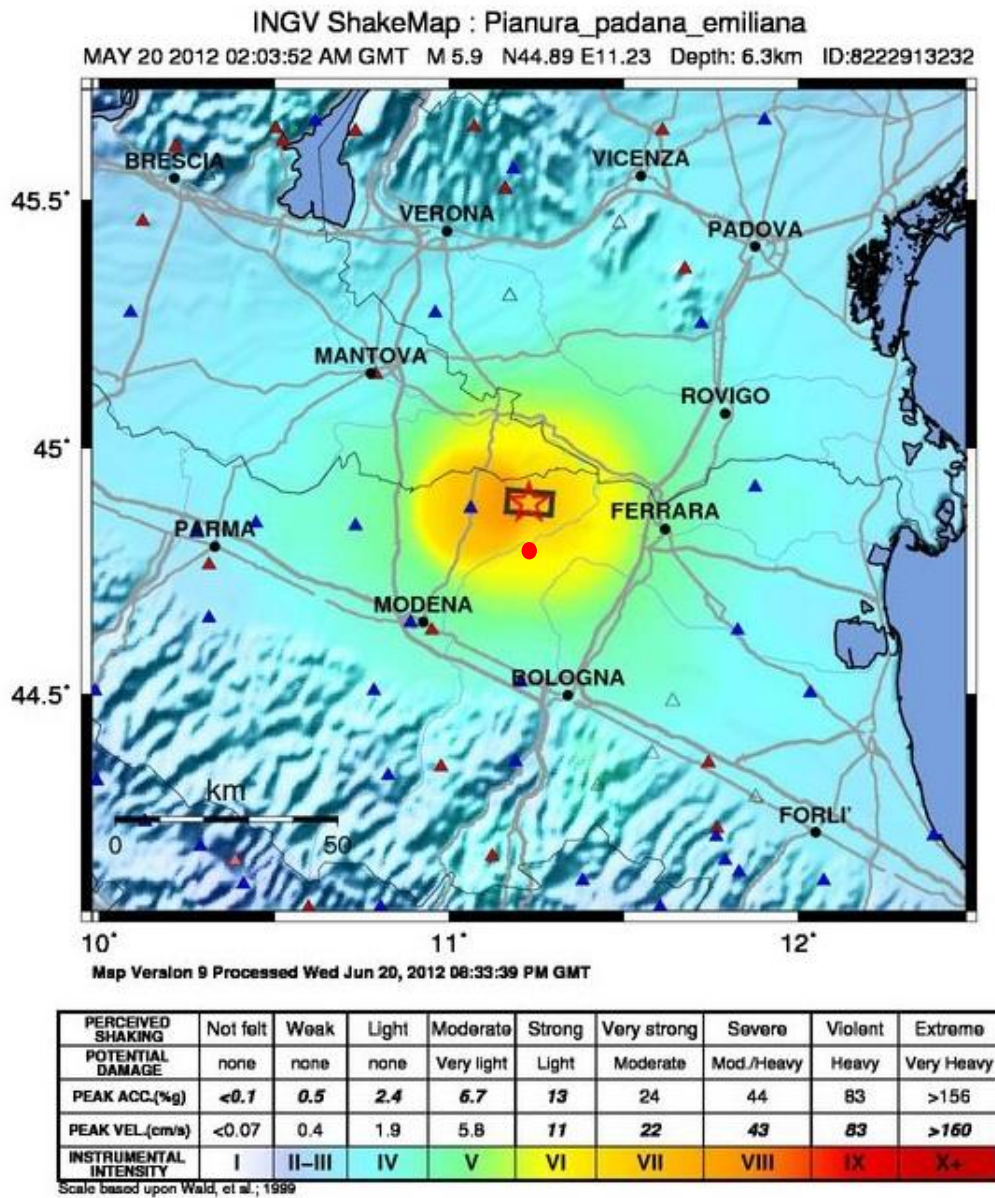 INGV ShakeMap : Pianura_padana_emiliana
MAY 20 2012 02:03:52 AM GMT M 5.9 N44.89 E11.23 Depth: 6.3km ID:8222913232
BRESCIA
VICENZA
45.5°
VERONA
PADOVA
MANTOVA
ROVIGO
45°
FERRARA
PARMA
MODENA
BOLOGNA
44.5°
km
FORLI'
0 50
10° 11° 12°
Map Version 9 Processed Wed Jun 20, 2012 08:33:39 PM GMT
PERCEIVED SHAKING Not felt Weak Light Moderate Strong Very strong Severe Violent Extreme
POTENTIAL DAMAGE none none none Very light Light Moderate Mod./Heavy Heavy Very Heavy
PEAK ACC.(%g) <0.1 0.5 2.4 6.7 13 24 44 83 >156
PEAK VEL.(cm/s) <0.07 0.4 1.9 5.8 11 22 43 83 >160
INSTRUMENTAL INTENSITY I II–III IV V VI VII VIII IX X+
Scale based upon Wald, et al.; 1999